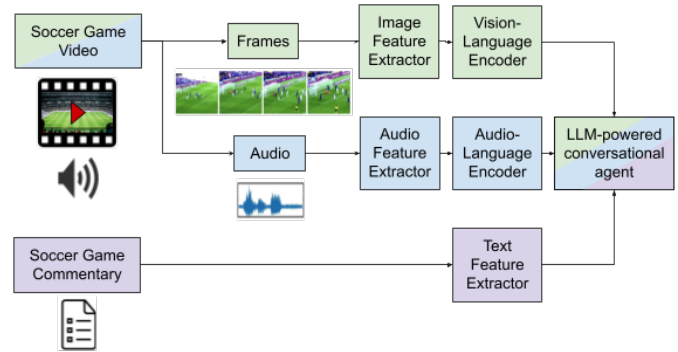 Soccer Game
Video
Frames
Image
Feature
Extractor
Vision-
Language
Encoder
Audio
Audio
Feature
Extractor
Audio-
Language
Encoder
LLM-powered
conversational
agent
Soccer Game
Commentary
Text
Feature
Extractor